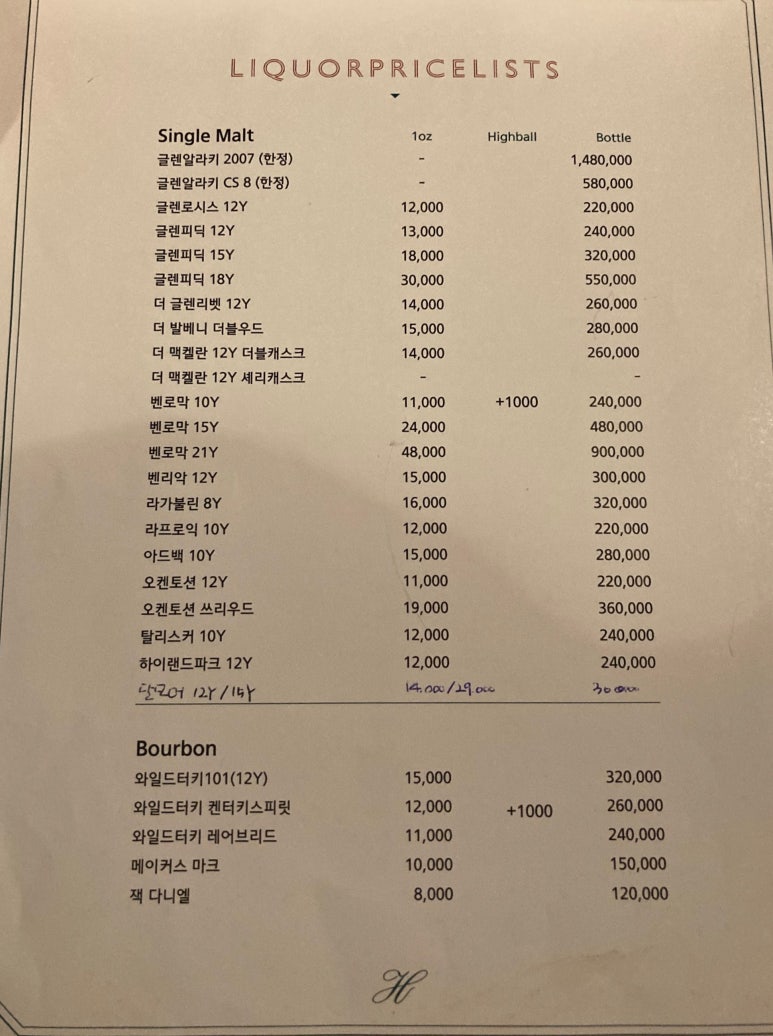 LIQUORPRICELISTS
Single Malt 1oz Highball Bottle
글렌알라키 2007 (한정) - 1,480,000
글렌알라키 CS 8 (한정) - 580,000
글렌로시스 12Y 12,000 220,000
글렌피딕 12Y 13,000 240,000
글렌피딕 15Y 18,000 320,000
글렌피딕 18Y 30,000 550,000
더 글렌리벳 12Y 14,000 260,000
더 발베니 더블우드 15,000 280,000
더 맥켈란 12Y 더블캐스크 14,000 260,000
더 맥켈란 12Y 셰리캐스크 - -
벤로막 10Y 11,000 +1000 240,000
벤로막 15Y 24,000 480,000
벤로막 21Y 48,000 900,000
벤리악 12Y 15,000 300,000
라가불린 8Y 16,000 320,000
라프로익 10Y 12,000 220,000
아드백 10Y 15,000 280,000
오켄토션 12Y 11,000 220,000
오켄토션 쓰리우드 19,000 360,000
탈리스커 10Y 12,000 240,000
하이랜드파크 12Y 12,000 240,000
12Y / 15Y 14.000/29.000
Bourbon
와일드터키101(12Y) 15,000 320,000
와일드터키 켄터키스피릿 12,000 +1000 260,000
와일드터키 레어브리드 11,000 240,000
메이커스 마크 10,000 150,000
잭 다니엘 8,000 120,000
H